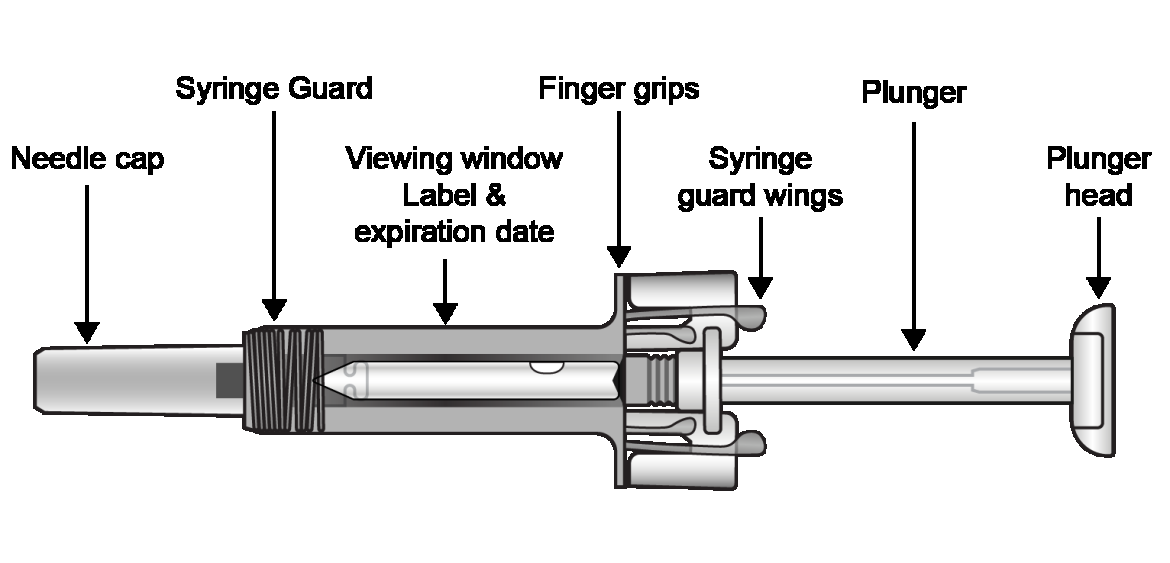 Syringe Guard
Finger grips
Plunger
Needle cap
Viewing window
Label &
expiration date
Syringe
guard wings
Plunger
head